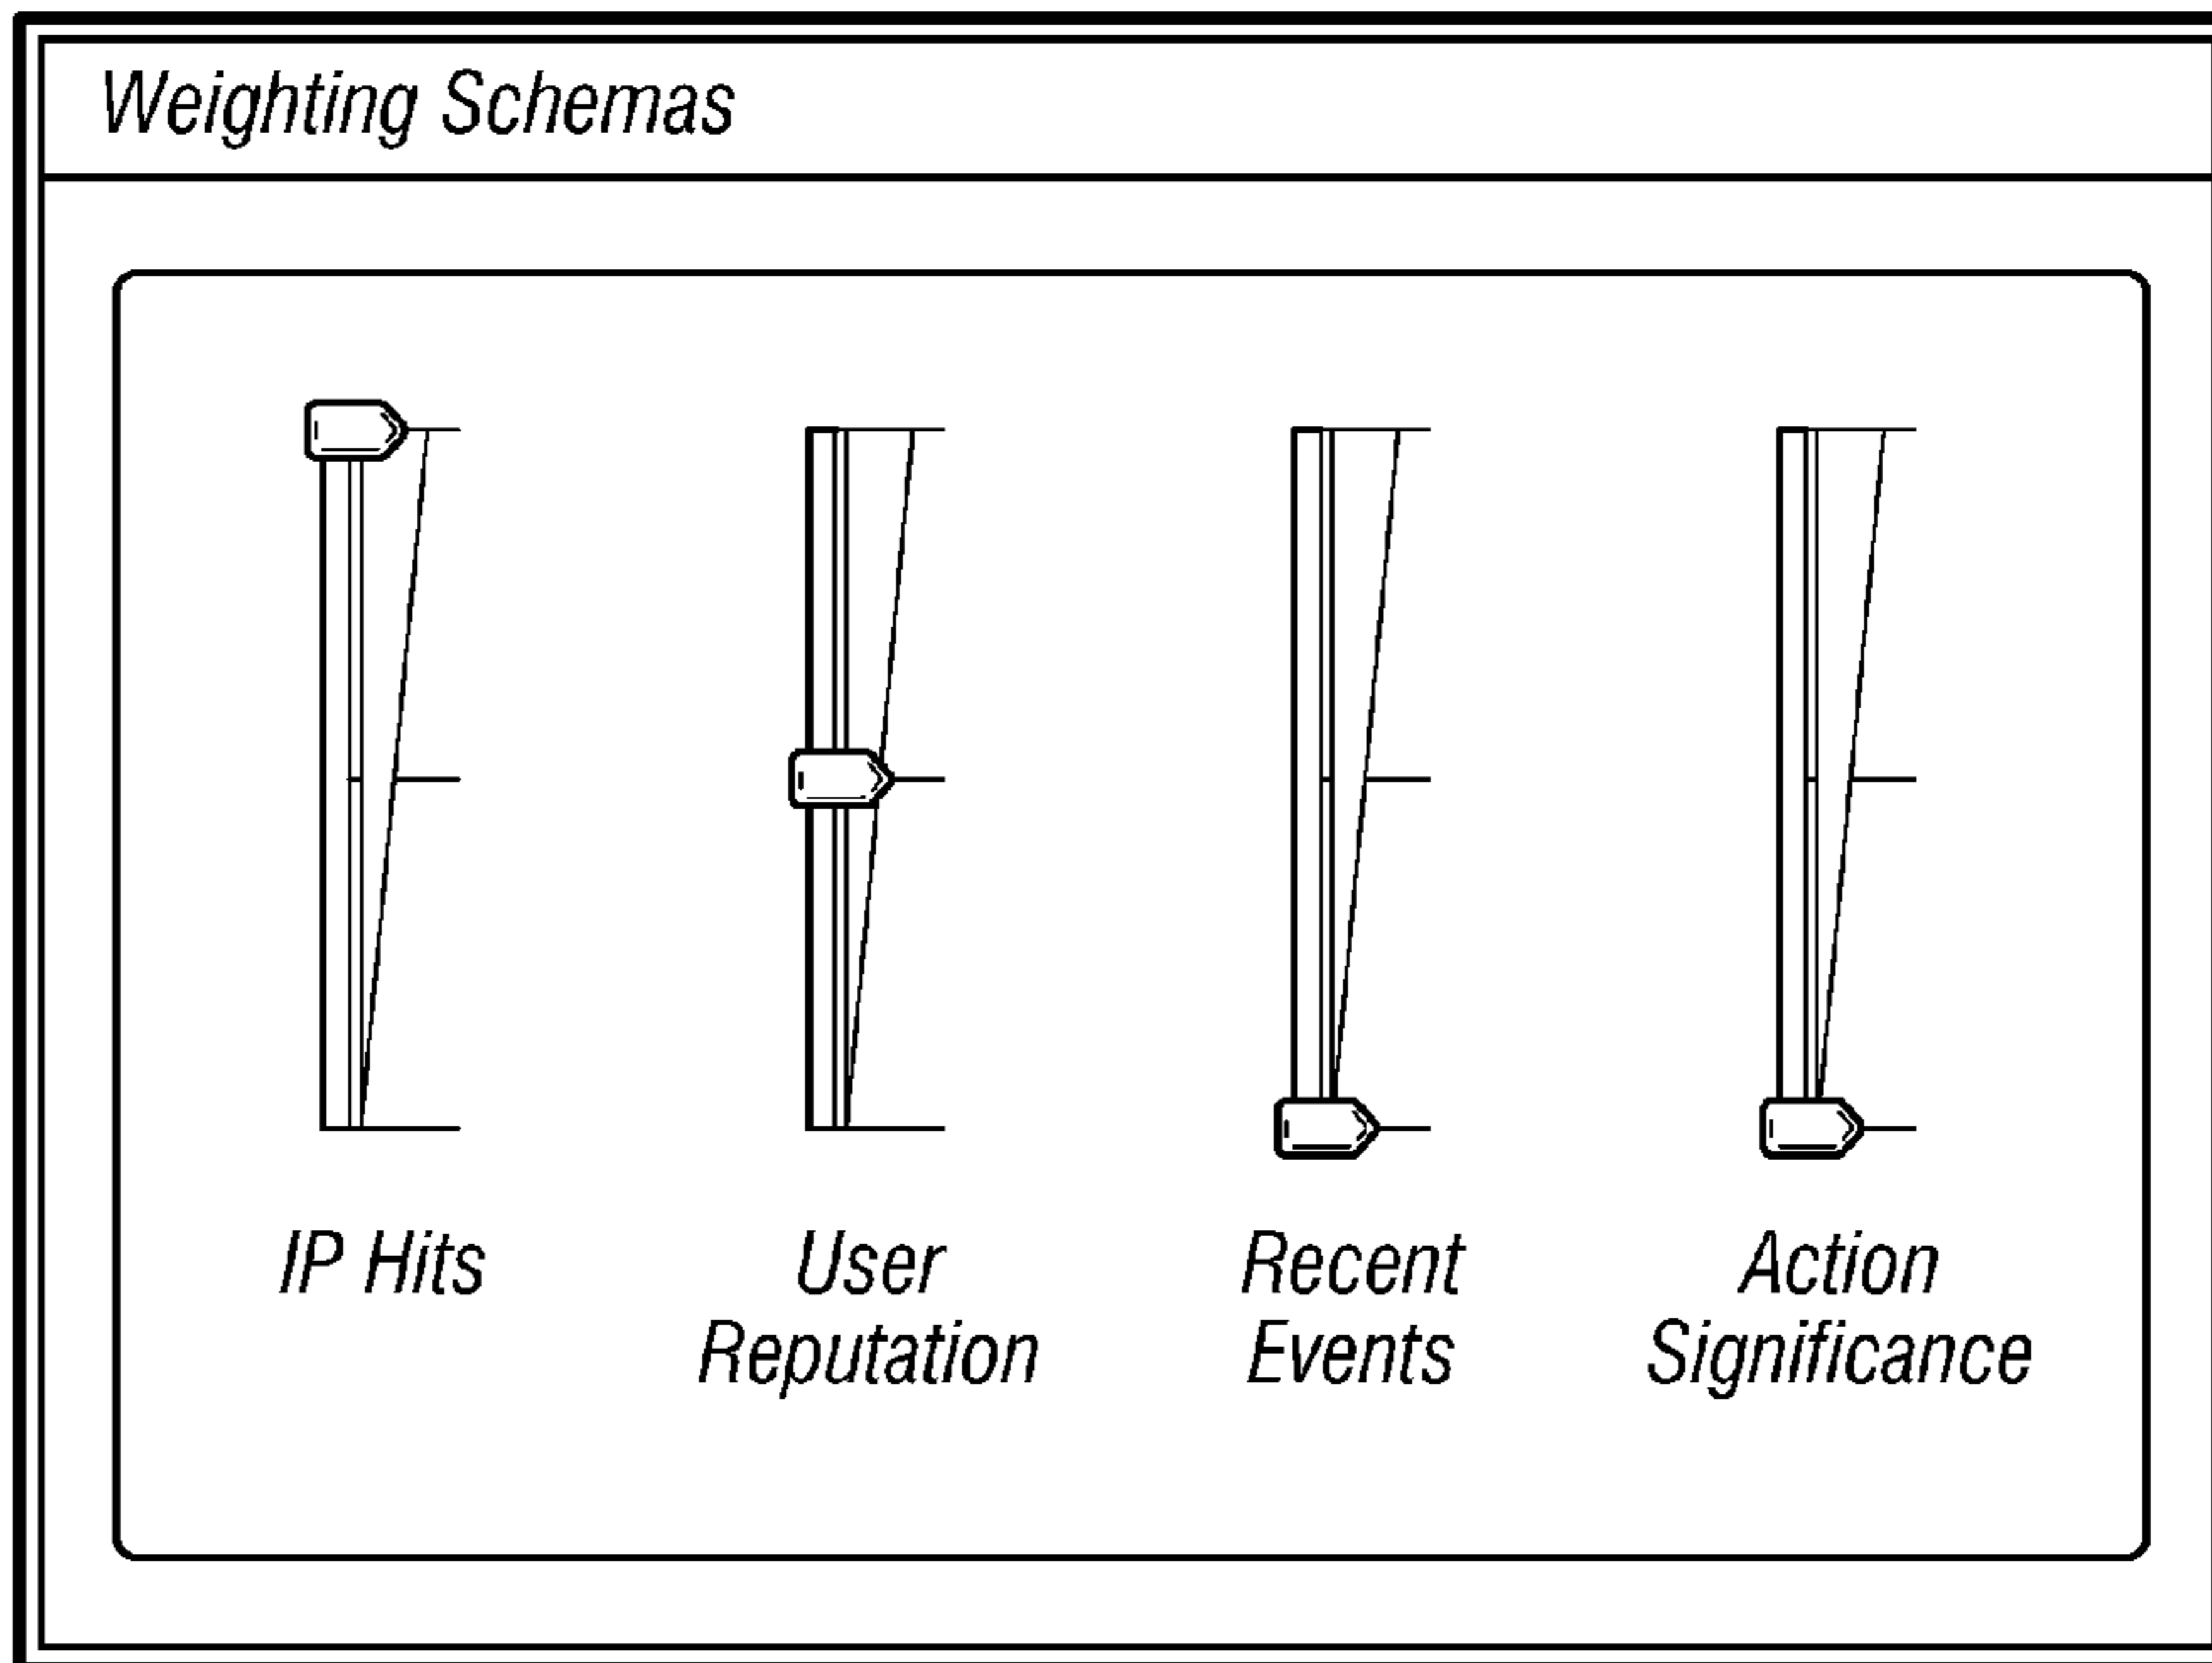 Weighting Schemas
IP Hits
User
Reputation
Recent
Events
Action
Significance